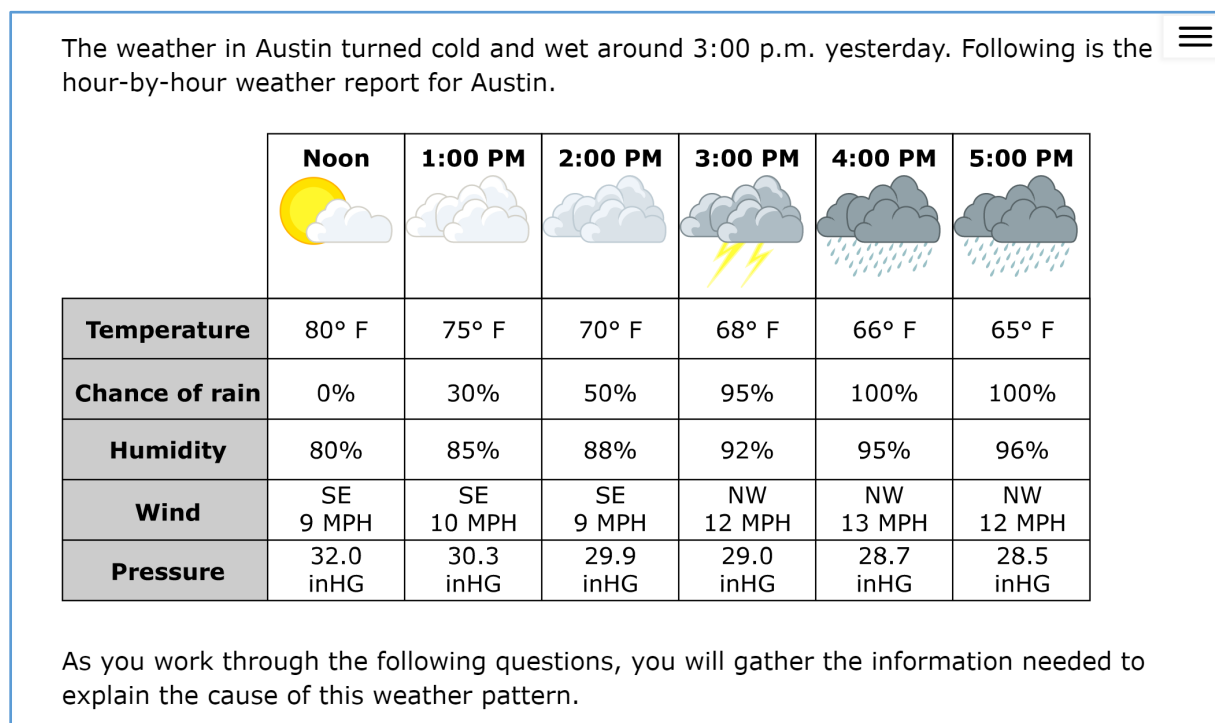 The weather in Austin turned cold and wet around 3:00 p.m. yesterday. Following is the
hour-by-hour weather report for Austin.
Noon 1:00 PM 2:00 PM 3:00 PM 4:00 PM 5:00 PM
Temperature 80° F 75° F 70° F 68° F 66° F 65° F
Chance of rain 0% 30% 50% 95% 100% 100%
Humidity 80% 85% 88% 92% 95% 96%
Wind SE SE SE NW NW NW
9 MPH 10 MPH 9 MPH 12 MPH 13 MPH 12 MPH
Pressure 32.0 30.3 29.9 29.0 28.7 28.5
inHG inHG inHG inHG inHG inHG
As you work through the following questions, you will gather the information needed to
explain the cause of this weather pattern.